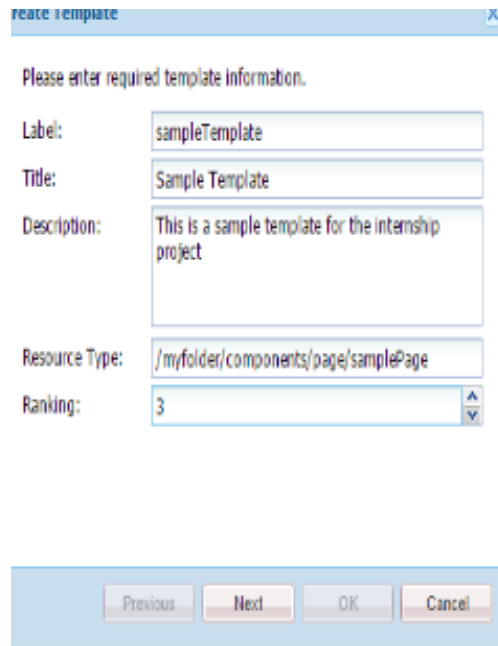 reate Template
X
Please enter required template information.
Label: sampleTemplate
Title: Sample Template
Description: This is a sample template for the internship
project
Resource Type: /myfolder/components/page/samplePage
Ranking: 3
Previous Next OK Cancel